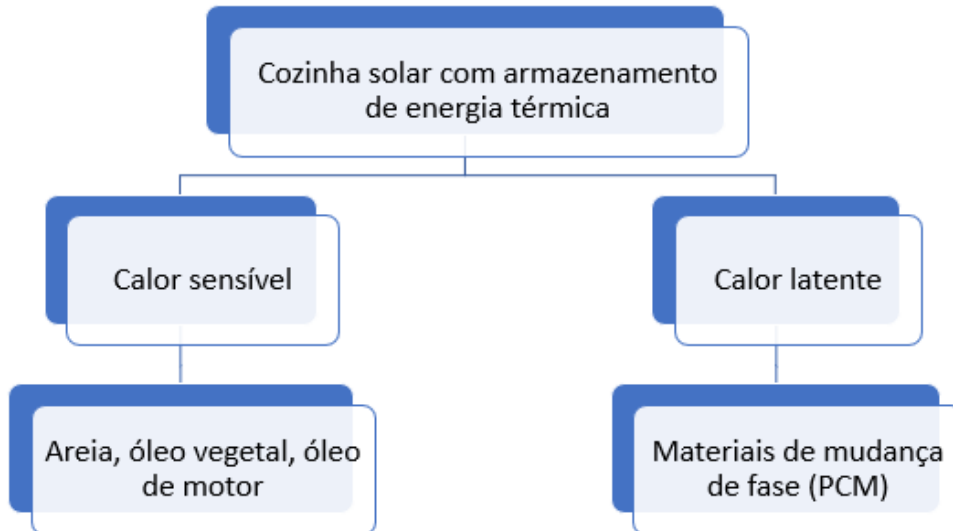 Cozinha solar com armazenamento
de energia térmica
Calor sensível
Calor latente
Areia, óleo vegetal, óleo
de motor
Materiais de mudança
de fase (PCM)